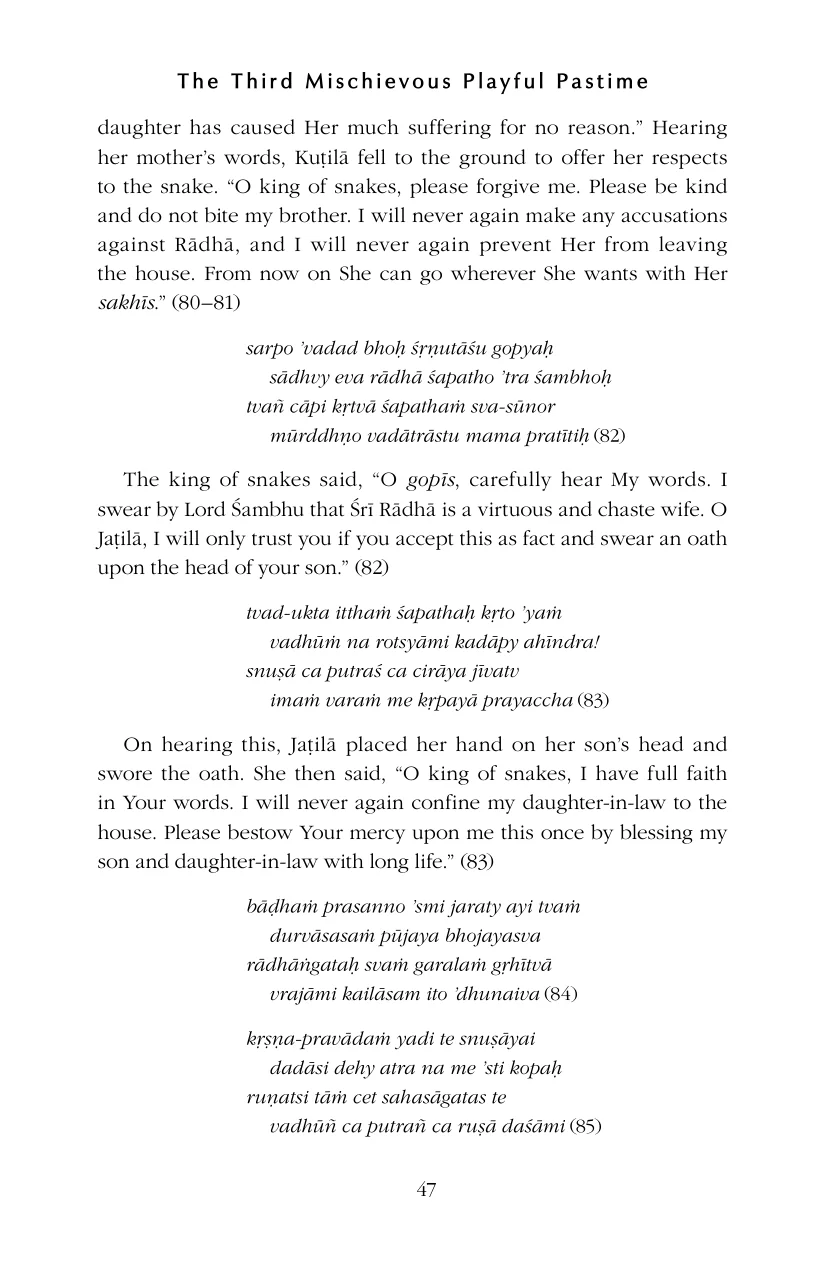 The Third Mischievous Playful Pastime
daughter has caused Her much suffering for no reason.” Hearing
her mother’s words, Kuṭilā fell to the ground to offer her respects
to the snake. “O king of snakes, please forgive me. Please be kind
and do not bite my brother. I will never again make any accusations
against Rādhā, and I will never again prevent Her from leaving
the house. From now on She can go wherever She wants with Her
sakhīs.” (80–81)
sarpo ’vadad bhoḥ śṛṇutāśu gopyaḥ
sādhvy eva rādhā śapatho ’tra śambhoḥ
tvañ cāpi kṛtvā śapathaṁ sva-sūnor
mūrddhṇo vadātrāstu mama pratītiḥ (82)
The king of snakes said, “O gopīs, carefully hear My words. I
swear by Lord Śambhu that Śrī Rādhā is a virtuous and chaste wife. O
Jaṭilā, I will only trust you if you accept this as fact and swear an oath
upon the head of your son.” (82)
tvad-ukta itthaṁ śapathaḥ kṛto ’yaṁ
vadhūṁ na rotsyāmi kadāpy ahīndra!
snuṣā ca putraś ca cirāya jīvatv
imaṁ varaṁ me kṛpayā prayaccha (83)
On hearing this, Jaṭilā placed her hand on her son’s head and
swore the oath. She then said, “O king of snakes, I have full faith
in Your words. I will never again confine my daughter-in-law to the
house. Please bestow Your mercy upon me this once by blessing my
son and daughter-in-law with long life.” (83)
bāḍhaṁ prasanno ’smi jaraty ayi tvaṁ
durvāsasaṁ pūjaya bhojayasva
rādhāṅgataḥ svaṁ garalaṁ gṛhītvā
vrajāmi kailāsam ito ’dhunaiva (84)
kṛṣṇa-pravādaṁ yadi te snuṣāyai
dadāsi dehy atra na me ’sti kopaḥ
ruṇatsi tāṁ cet sahasāgatas te
vadhūñ ca putrañ ca ruṣā daśāmi (85)
47